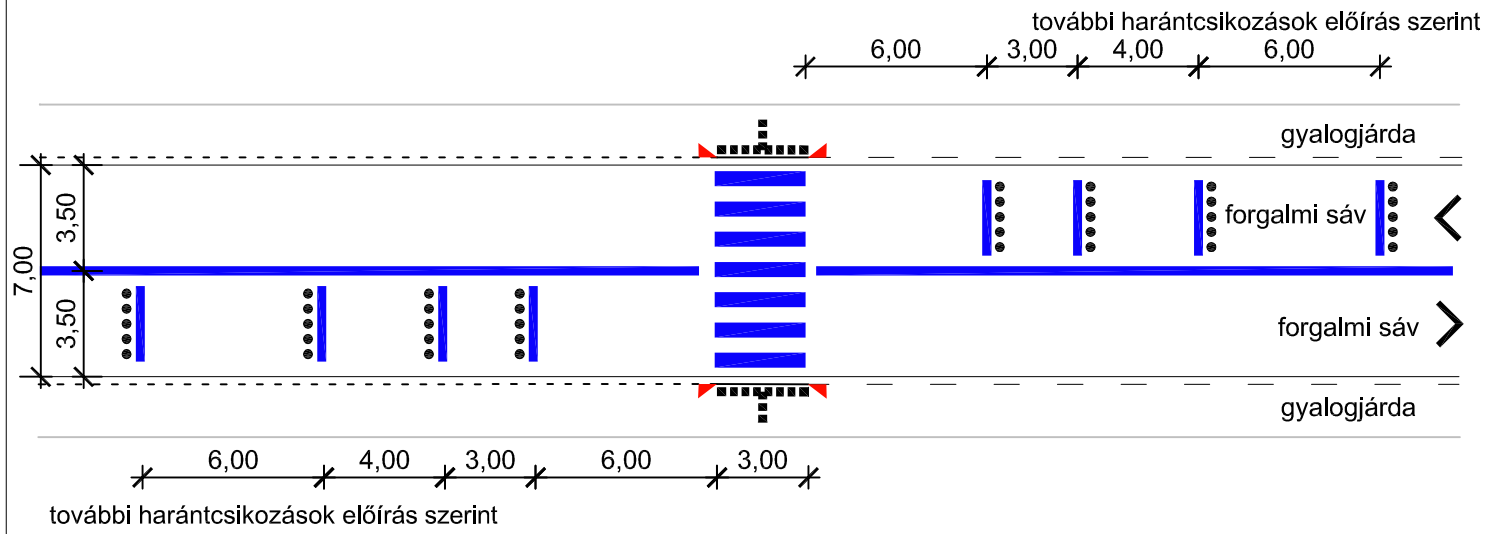 további harántcsikozások előírás szerint
6,00 3,00 4,00 6,00
gyalogjárda
3,50
forgalmi sáv
7,00
3,50
forgalmi sáv
gyalogjárda
6,00 4,00 3,00 6,00 3,00
további harántcsikozások előírás szerint